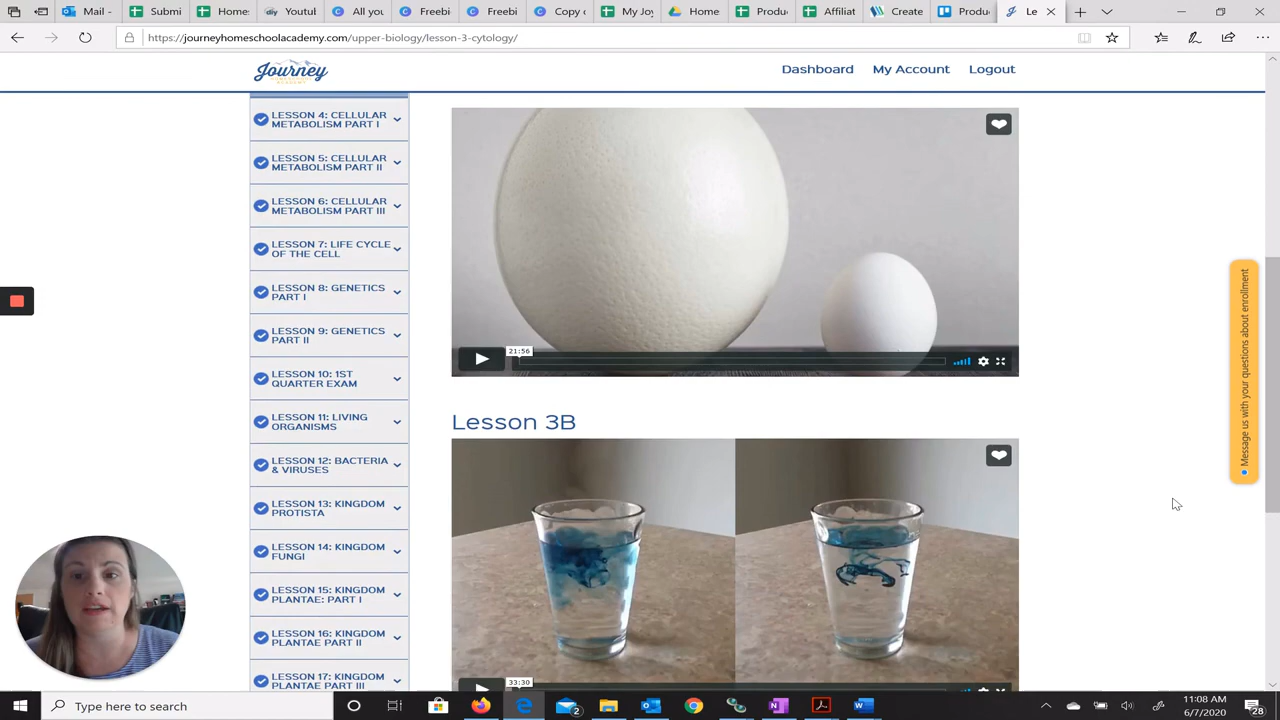 Mail -
Submi
Homes
Youtul
All you
Freebi
Freebi
Copy o
My Jo
Home
Produ
Affiliat
Create
Produ
Le
https://journeyhomeschoolacademy.com/upper-biology/lesson-3-cytology/
Journey
Dashboard
My Account
Logout
LESSON 4: CELLULAR
METABOLISM PART I
LESSON 5: CELLULAR
METABOLISM PART II
LESSON 6: CELLULAR
METABOLISM PART III
LESSON 7: LIFE CYCLE
OF THE CELL
LESSON 8: GENETICS
PART I
LESSON 9: GENETICS
PART II
LESSON 10: 1ST
QUARTER EXAM
LESSON 11: LIVING
ORGANISMS
LESSON 12: BACTERIA
& VIRUSES
LESSON 13: KINGDOM
PROTISTA
LESSON 14: KINGDOM
FUNGI
LESSON 15: KINGDOM
PLANTAE: PART I
LESSON 16: KINGDOM
PLANTAE PART II
LESSON 17: KINGDOM
PLANTAE PART III
21:56
Lesson 3B
33:30
Message us with your questions about enrollment
Type here to search
2
11:08 AM
6/7/2020
28